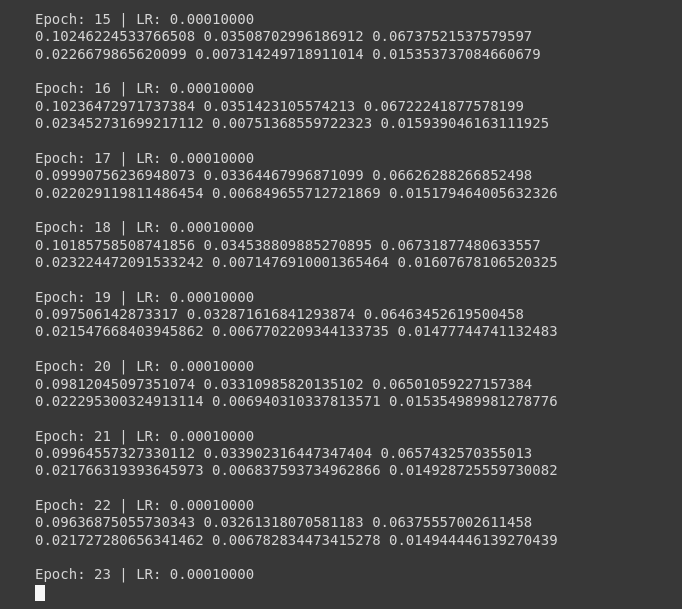 Epoch: 15 | LR: 0.00010000
0.10246224533766508 0.03508702996186912 0.06737521537579597
0.0226679865620099 0.007314249718911014 0.015353737084660679
Epoch: 16 | LR: 0.00010000
0.10236472971737384 0.0351423105574213 0.06722241877578199
0.023452731699217112 0.00751368559722323 0.015939046163111925
Epoch: 17 | LR: 0.00010000
0.09990756236948073 0.03364467996871099 0.06626288266852498
0.022029119811486454 0.006849655712721869 0.015179464005632326
Epoch: 18 | LR: 0.00010000
0.10185758508741856 0.034538809885270895 0.06731877480633557
0.023224472091533242 0.0071476910001365464 0.01607678106520325
Epoch: 19 | LR: 0.00010000
0.097506142873317 0.032871616841293874 0.06463452619500458
0.021547668403945862 0.0067702209344133735 0.01477744741132483
Epoch: 20 | LR: 0.00010000
0.09812045097351074 0.03310985820135102 0.06501059227157384
0.022295300324913114 0.006940310337813571 0.015354989981278776
Epoch: 21 | LR: 0.00010000
0.09964557327330112 0.033902316447347404 0.0657432570355013
0.021766319393645973 0.006837593734962866 0.014928725559730082
Epoch: 22 | LR: 0.00010000
0.09636875055730343 0.03261318070581183 0.06375557002611458
0.021727280656341462 0.006782834473415278 0.014944446139270439
Epoch: 23 | LR: 0.00010000